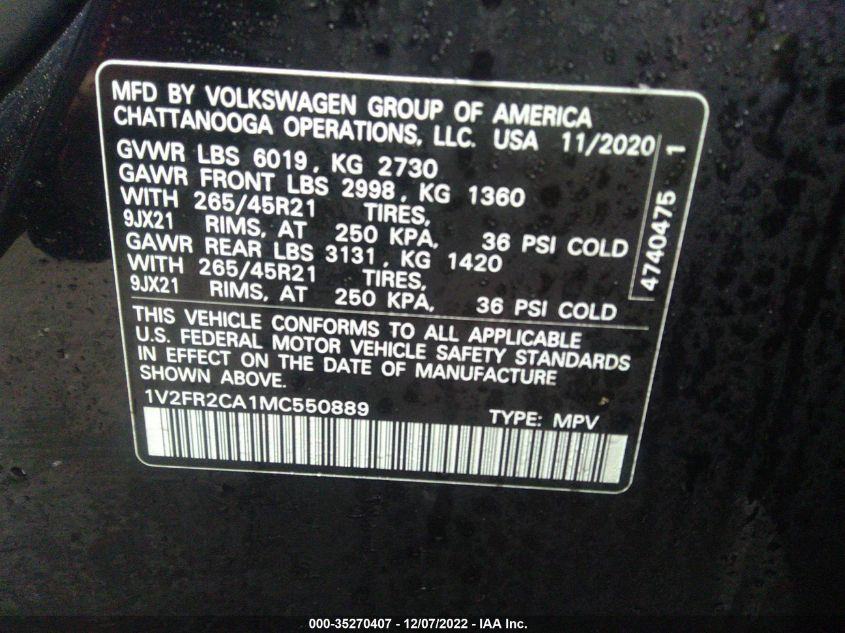 MFD BY VOLKSWAGEN GROUP OF AMERICA
CHATTANOOGA OPERATIONS, LLC. USA 11/2020
GVWR LBS 6019, KG 2730
GAWR FRONT LBS 2998, KG 1360
WITH 265/45R21 TIRES,
9JX21 RIMS, AT 250 KPA, 36 PSI COLD
GAWR REAR LBS 3131, KG 1420
WITH 265/45R21 TIRES,
9JX21 RIMS, AT 250 KPA, 36 PSI COLD
4740475 1
THIS VEHICLE CONFORMS TO ALL APPLICABLE
U.S. FEDERAL MOTOR VEHICLE SAFETY STANDARDS
IN EFFECT ON THE DATE OF MANUFACTURE
SHOWN ABOVE.
1V2FR2CA1MC550889 TYPE: MPV
000-35270407 - 12/07/2022 - IAA Inc.